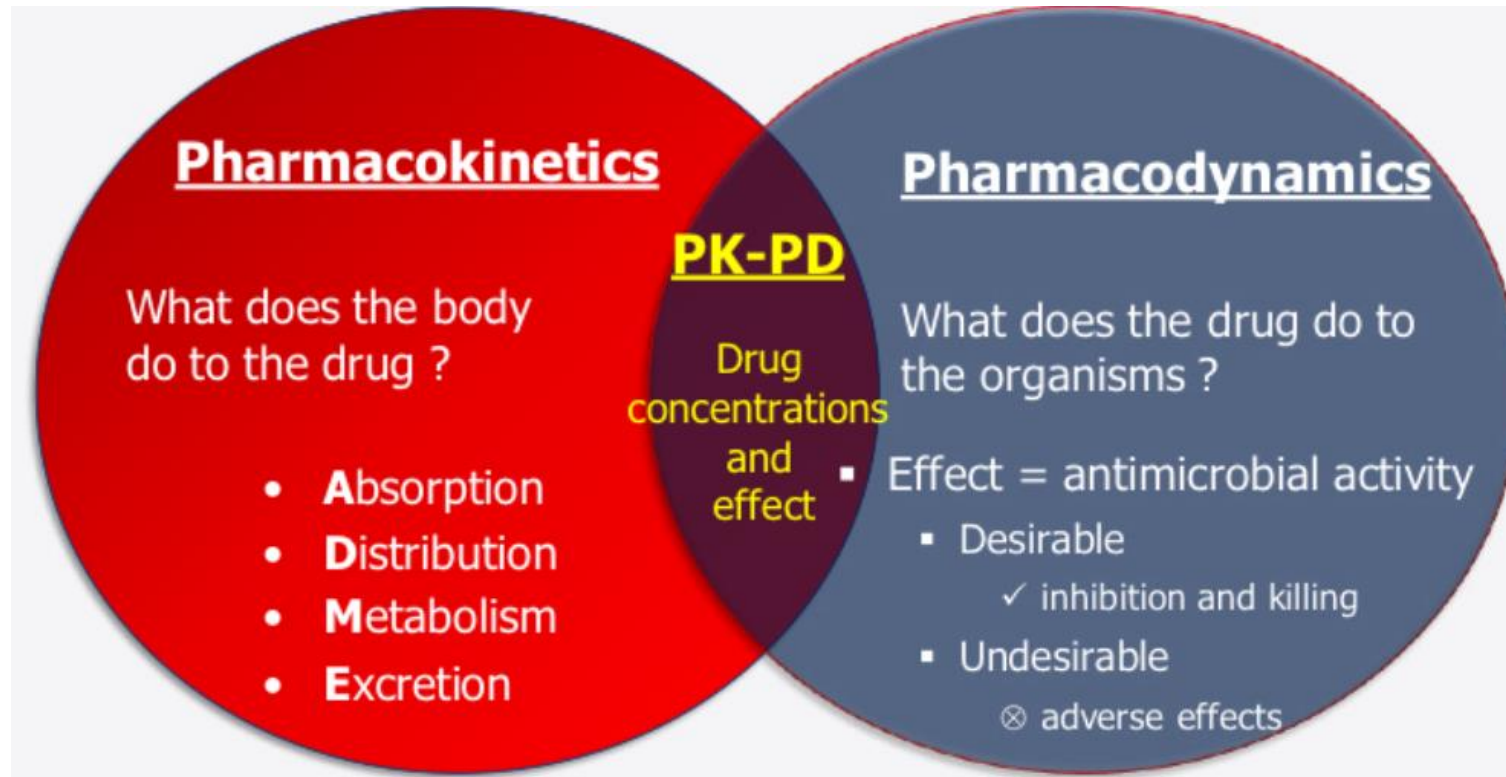 Pharmacokinetics
What does the body
do to the drug ?
• Absorption
• Distribution
• Metabolism
• Excretion
PK-PD
Drug
concentrations
and
effect
Pharmacodynamics
What does the drug do to
the organisms ?
▪ Effect = antimicrobial activity
▪ Desirable
✓ inhibition and killing
▪ Undesirable
⊗ adverse effects